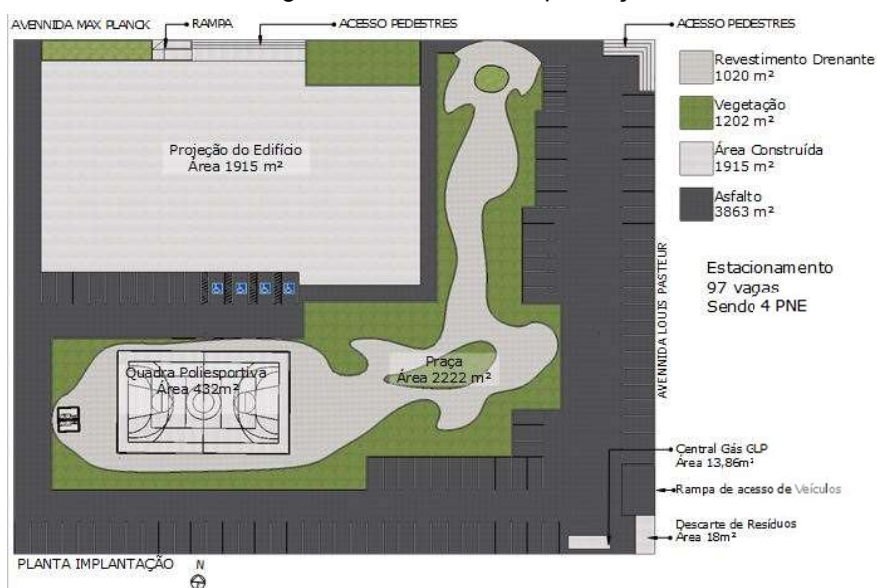 AVENNIDA MAX PLANCK
RAMPA
ACESSO PEDESTRES
ACESSO PEDESTRES
Revestimento Drenante
1020 m²
Vegetação
1202 m²
Área Construída
1915 m²
Asfalto
3863 m²
Projeção do Edifício
Área 1915 m²
AVENNIDA LOUIS PASTEUR
Estacionamento
97 vagas
Sendo 4 PNE
Quadra Poliesportiva
Área 432m²
Praça
Área 2222 m²
Central Gás GLP
Área 13,86m²
Rampa de acesso de Veículos
Descarte de Resíduos
Área 18m²
PLANTA IMPLANTAÇÃO
N